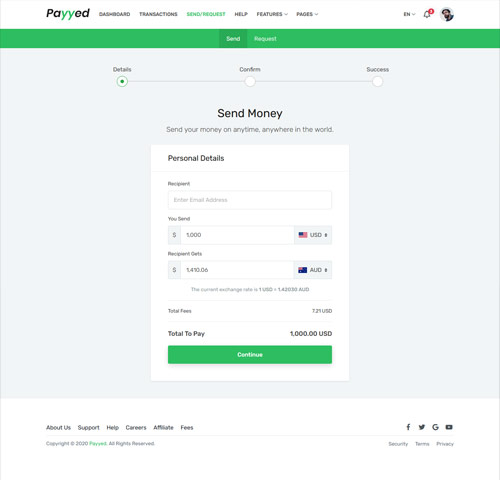 Payyed DASHBOARD TRANSACTIONS SEND/REQUEST HELP FEATURES PAGES EN 3
Send Request
Details Confirm Success
Send Money
Send your money on anytime, anywhere in the world.
Personal Details
Recipient
Enter Email Address
You Send
$ 1,000 USD
Recipient Gets
$ 1,410.06 AUD
The current exchange rate is 1 USD = 1.42030 AUD
Total Fees 7.21 USD
Total To Pay 1,000.00 USD
Continue
About Us Support Help Careers Affiliate Fees
Copyright © 2020 Payyed. All Rights Reserved. Security Terms Privacy